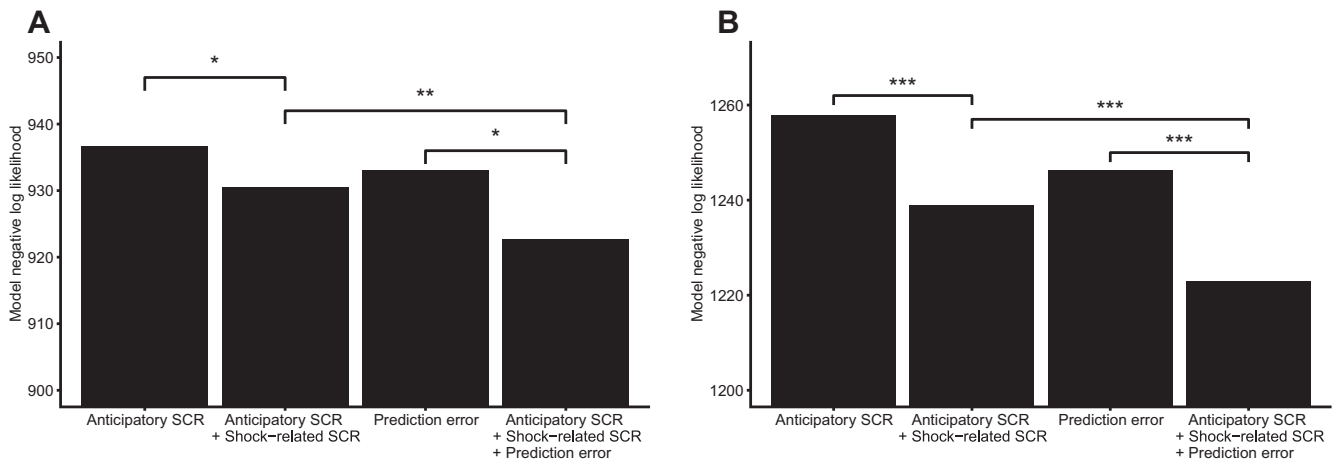 A
Model negative log likelihood
950
940
930
920
910
900
*
**
*
Anticipatory SCR
Anticipatory SCR
+ Shock−related SCR
Prediction error
Anticipatory SCR
+ Shock−related SCR
+ Prediction error
B
Model negative log likelihood
1260
1240
1220
1200
***
***
***
Anticipatory SCR
Anticipatory SCR
+ Shock−related SCR
Prediction error
Anticipatory SCR
+ Shock−related SCR
+ Prediction error